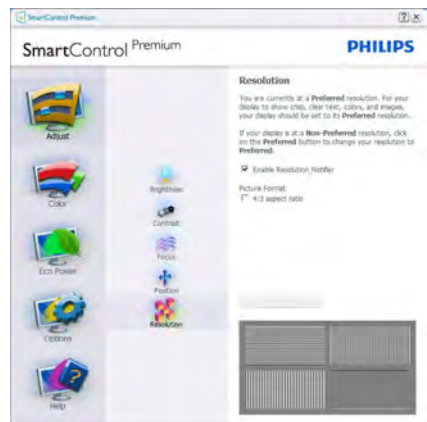 SmartControl Premium
SmartControl Premium
PHILIPS
Adjust
Color
Eco Power
Options
Help
Brightness
Contrast
Focus
Position
Resolution
Resolution
You are currently at a Preferred resolution. For your
display to show crisp, clear text, colors, and images,
your display should be set to its Preferred resolution.
If your display is at a Non-Preferred resolution, click
on the Preferred button to change your resolution to
Preferred.
Enable Resolution Notifier
Picture Format
4:3 aspect ratio